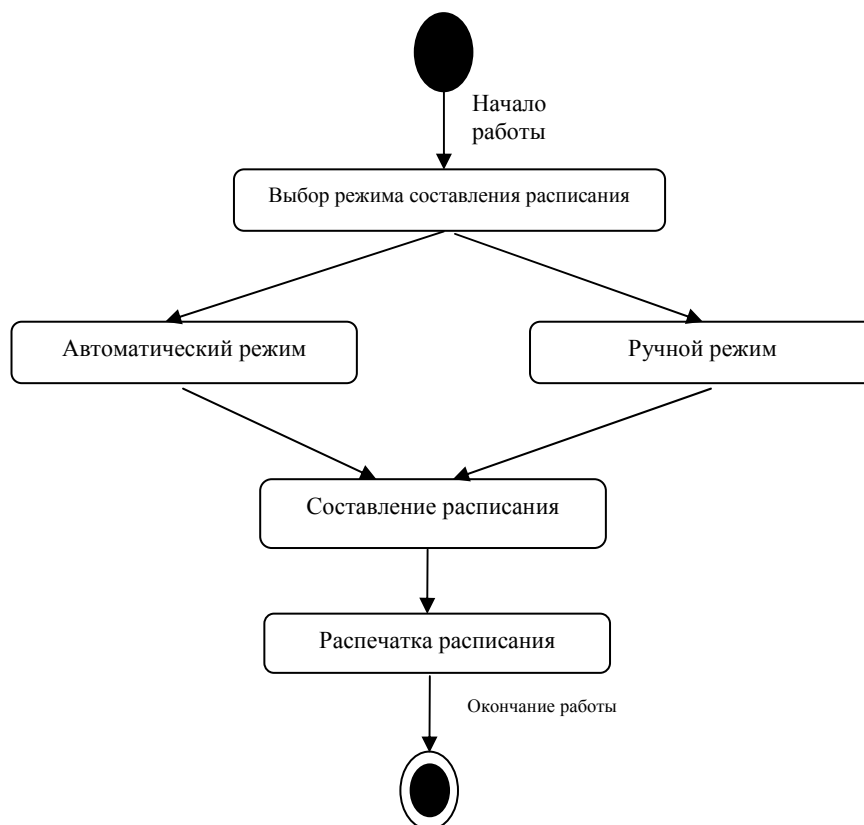 Начало
работы
Выбор режима составления расписания
Автоматический режим
Ручной режим
Составление расписания
Распечатка расписания
Окончание работы